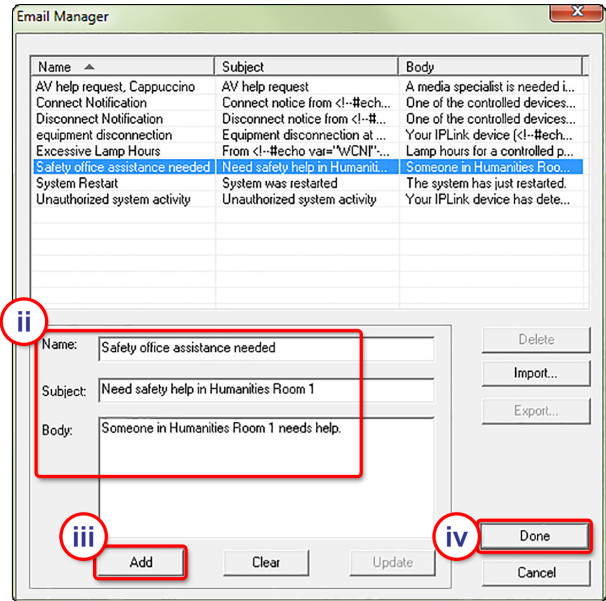 Email Manager
Name Subject Body
AV help request, Cappuccino AV help request A media specialist is needed i...
Connect Notification Connect notice from <!--#ech... One of the controlled devices...
Disconnect Notification Disconnect notice from <!--#... One of the controlled devices...
equipment disconnection Equipment disconnection at ... Your IPLink device (<!--#ech...
Excessive Lamp Hours From <!--#echo var="WCNI"-... Lamp hours for a controlled p...
Safety office assistance needed Need safety help in Humaniti... Someone in Humanities Roo...
System Restart System was restarted The system has just restarted.
Unauthorized system activity Unauthorized system activity Your IPLink device has dete...
ii
Name: Safety office assistance needed Delete
Import...
Subject: Need safety help in Humanities Room 1
Export...
Body: Someone in Humanities Room 1 needs help.
iii iv Done
Add Clear Update
Cancel